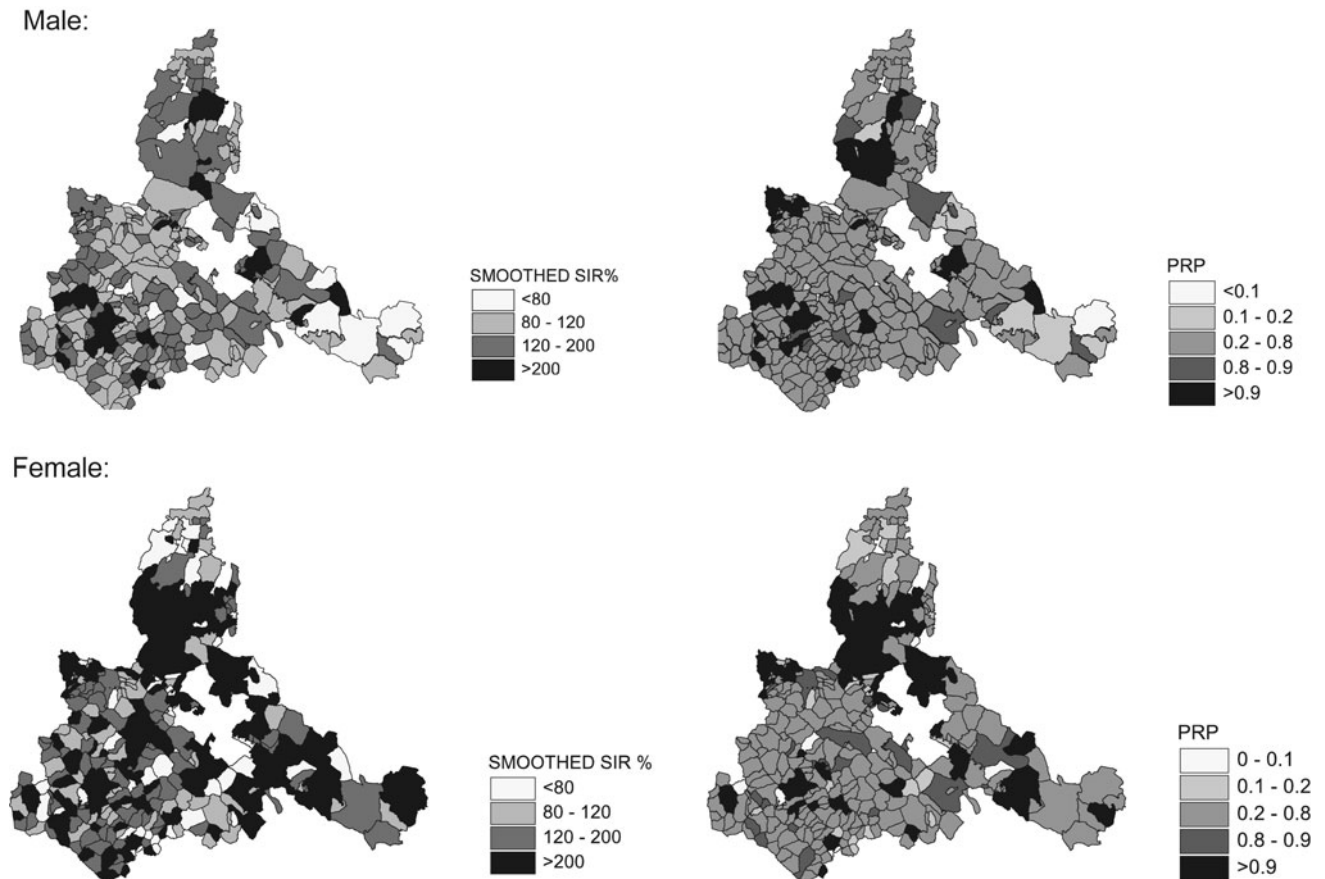 Male:
SMOOTHED SIR%
<80
80 - 120
120 - 200
>200
PRP
<0.1
0.1 - 0.2
0.2 - 0.8
0.8 - 0.9
>0.9
Female:
SMOOTHED SIR %
<80
80 - 120
120 - 200
>200
PRP
0 - 0.1
0.1 - 0.2
0.2 - 0.8
0.8 - 0.9
>0.9